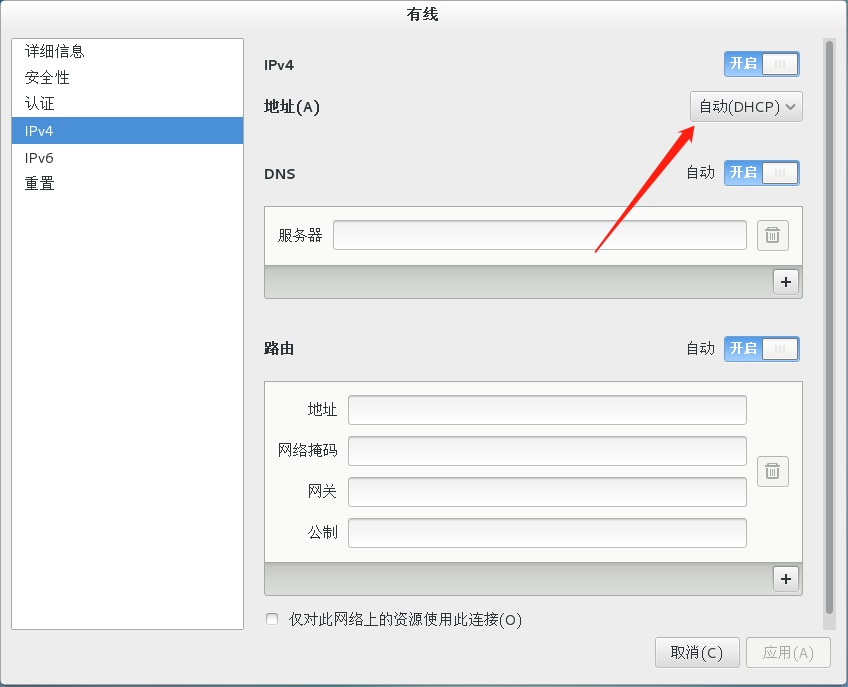 有线
详细信息
安全性
认证
IPv4
IPv6
重置
IPv4
开启
地址(A)
自动(DHCP)
DNS
自动
开启
服务器
+
路由
自动
开启
地址
网络掩码
网关
公制
+
仅对此网络上的资源使用此连接(O)
取消(C)
应用(A)